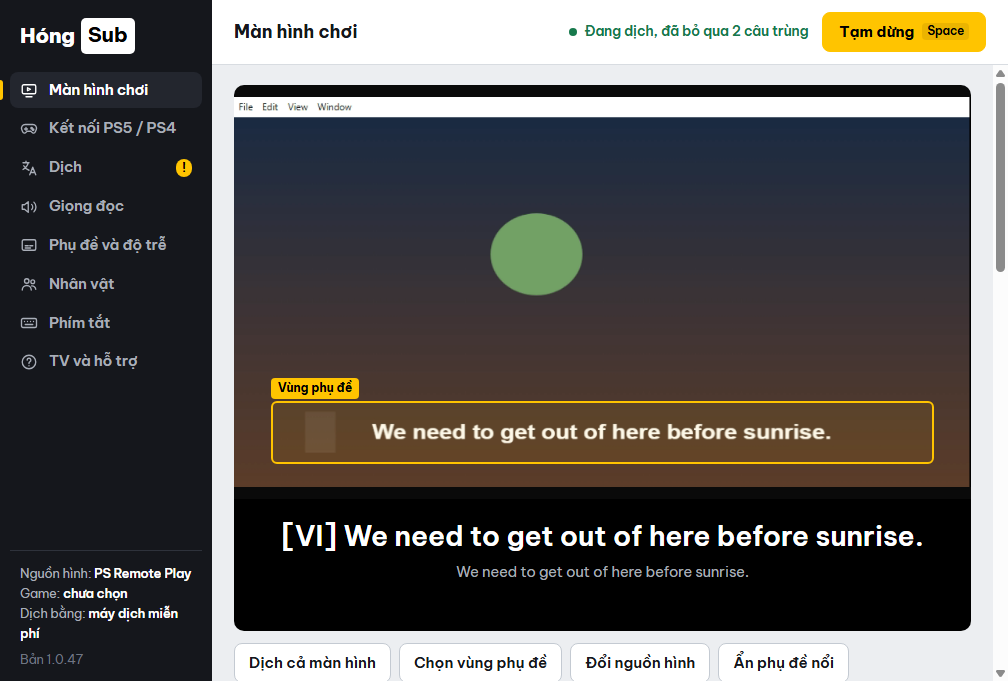 Hóng Sub
Màn hình chơi
Kết nối PS5 / PS4
Dịch
!
Giọng đọc
Phụ đề và độ trễ
Nhân vật
Phím tắt
TV và hỗ trợ
Nguồn hình: PS Remote Play
Game: chưa chọn
Dịch bằng: máy dịch miễn
phí
Bản 1.0.47
Màn hình chơi
Đang dịch, đã bỏ qua 2 câu trùng
Tạm dừng Space
File Edit View Window
Vùng phụ đề
We need to get out of here before sunrise.
[VI] We need to get out of here before sunrise.
We need to get out of here before sunrise.
Dịch cả màn hình
Chọn vùng phụ đề
Đổi nguồn hình
Ẩn phụ đề nổi